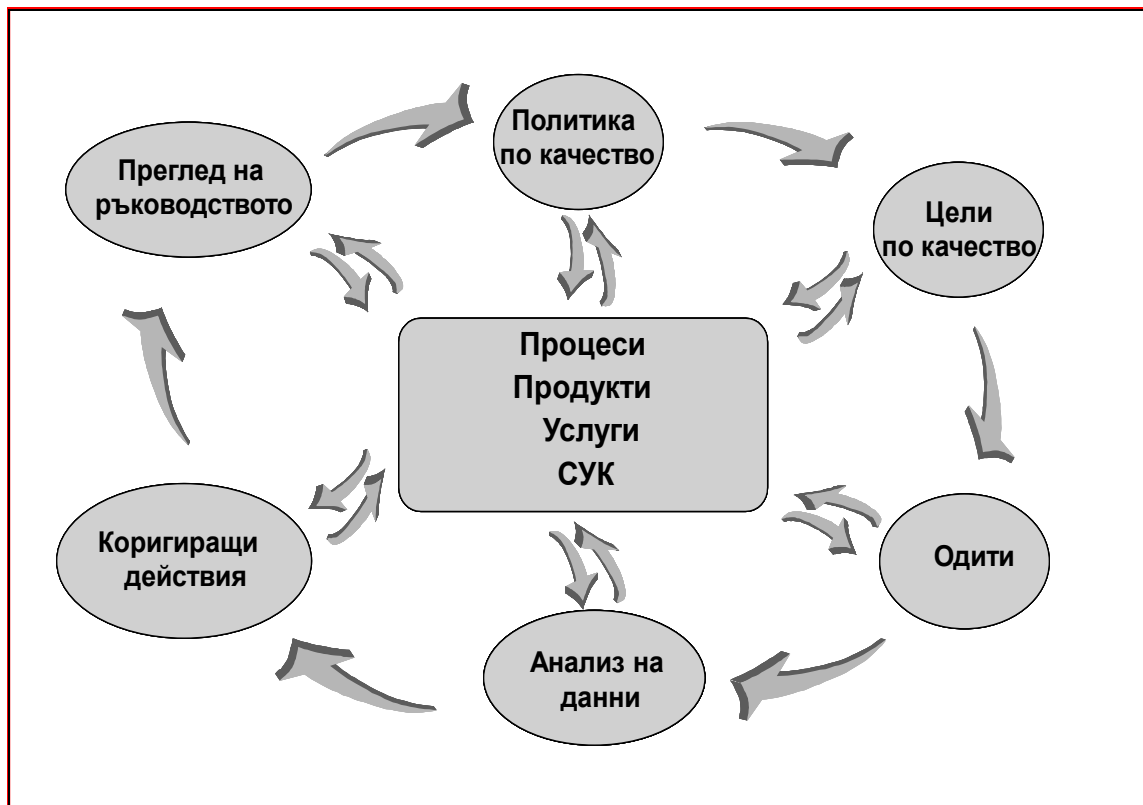 Политика
по качество
Преглед на
ръководството
Цели
по качество
Процеси
Продукти
Услуги
СУК
Коригиращи
действия
Одити
Анализ на
данни